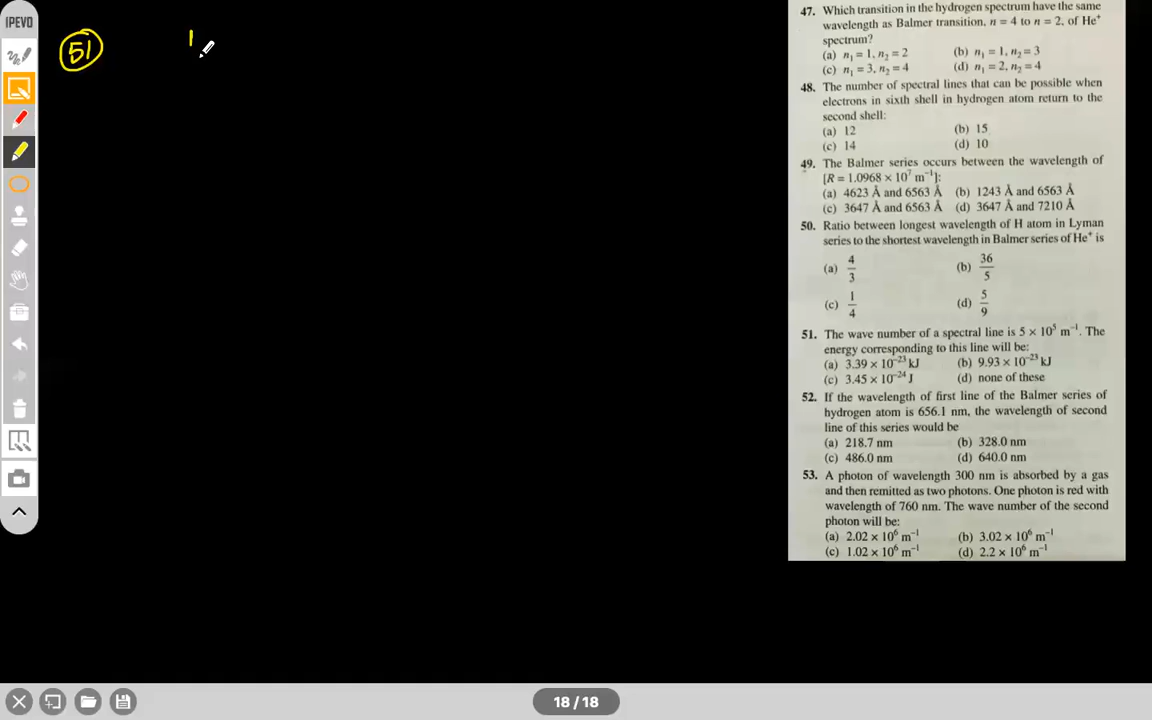 IPEVO
51
1
47. Which transition in the hydrogen spectrum have the same
wavelength as Balmer transition, n = 4 to n = 2, of He⁺
spectrum?
(a) n₁ = 1, n₂ = 2 (b) n₁ = 1, n₂ = 3
(c) n₁ = 3, n₂ = 4 (d) n₁ = 2, n₂ = 4
48. The number of spectral lines that can be possible when
electrons in sixth shell in hydrogen atom return to the
second shell:
(a) 12 (b) 15
(c) 14 (d) 10
49. The Balmer series occurs between the wavelength of
[R = 1.0968 × 10⁷ m⁻¹]:
(a) 4623 Å and 6563 Å (b) 1243 Å and 6563 Å
(c) 3647 Å and 6563 Å (d) 3647 Å and 7210 Å
50. Ratio between longest wavelength of H atom in Lyman
series to the shortest wavelength in Balmer series of He⁺ is
(a) 4/3 (b) 36/5
(c) 1/4 (d) 5/9
51. The wave number of a spectral line is 5 × 10⁵ m⁻¹. The
energy corresponding to this line will be:
(a) 3.39 × 10⁻²³ kJ (b) 9.93 × 10⁻²³ kJ
(c) 3.45 × 10⁻²⁴ J (d) none of these
52. If the wavelength of first line of the Balmer series of
hydrogen atom is 656.1 nm, the wavelength of second
line of this series would be
(a) 218.7 nm (b) 328.0 nm
(c) 486.0 nm (d) 640.0 nm
53. A photon of wavelength 300 nm is absorbed by a gas
and then remitted as two photons. One photon is red with
wavelength of 760 nm. The wave number of the second
photon will be:
(a) 2.02 × 10⁶ m⁻¹ (b) 3.02 × 10⁶ m⁻¹
(c) 1.02 × 10⁶ m⁻¹ (d) 2.2 × 10⁶ m⁻¹
18 / 18